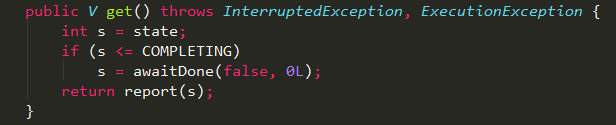 public V get() throws InterruptedException, ExecutionException {
    int s = state;
    if (s <= COMPLETING)
        s = awaitDone(false, 0L);
    return report(s);
}